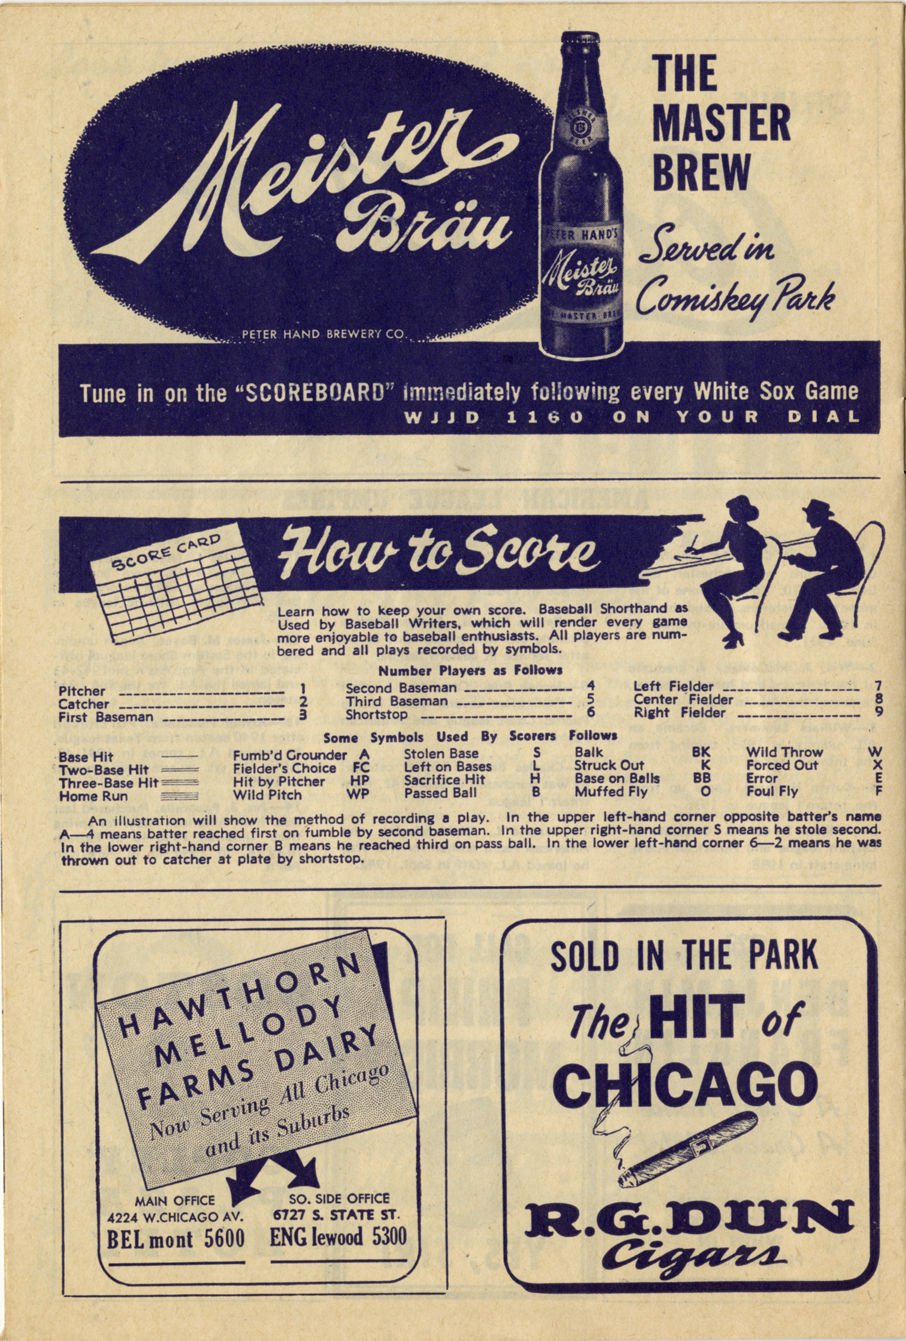 Meister
Bräu
PETER HAND BREWERY CO.
PILSNER
BEER
PETER HAND'S
Meister
Bräu
THE MASTER BREW
THE
MASTER
BREW
Served in
Comiskey Park
Tune in on the "SCOREBOARD" immediately following every White Sox Game
WJJD 1160 ON YOUR DIAL
SCORE CARD
How to Score
Learn how to keep your own score. Baseball Shorthand as
Used by Baseball Writers, which will render every game
more enjoyable to baseball enthusiasts. All players are num-
bered and all plays recorded by symbols.
Number Players as Follows
Pitcher 1
Catcher 2
First Baseman 3
Second Baseman 4
Third Baseman 5
Shortstop 6
Left Fielder 7
Center Fielder 8
Right Fielder 9
Some Symbols Used By Scorers Follows
Base Hit
Two-Base Hit
Three-Base Hit
Home Run
Fumb'd Grounder A
Fielder's Choice FC
Hit by Pitcher HP
Wild Pitch WP
Stolen Base S
Left on Bases L
Sacrifice Hit H
Passed Ball B
Balk BK
Struck Out K
Base on Balls BB
Muffed Fly O
Wild Throw W
Forced Out X
Error E
Foul Fly F
An illustration will show the method of recording a play. In the upper left-hand corner opposite batter's name
A—4 means batter reached first on fumble by second baseman. In the upper right-hand corner S means he stole second.
In the lower right-hand corner B means he reached third on pass ball. In the lower left-hand corner 6—2 means he was
thrown out to catcher at plate by shortstop.
HAWTHORN
MELLODY
FARMS DAIRY
Now Serving All Chicago
and its Suburbs
MAIN OFFICE
4224 W.CHICAGO AV.
BELmont 5600
SO. SIDE OFFICE
6727 S. STATE ST.
ENGlewood 5300
SOLD IN THE PARK
The HIT of
CHICAGO
R.G.DUN
Cigars